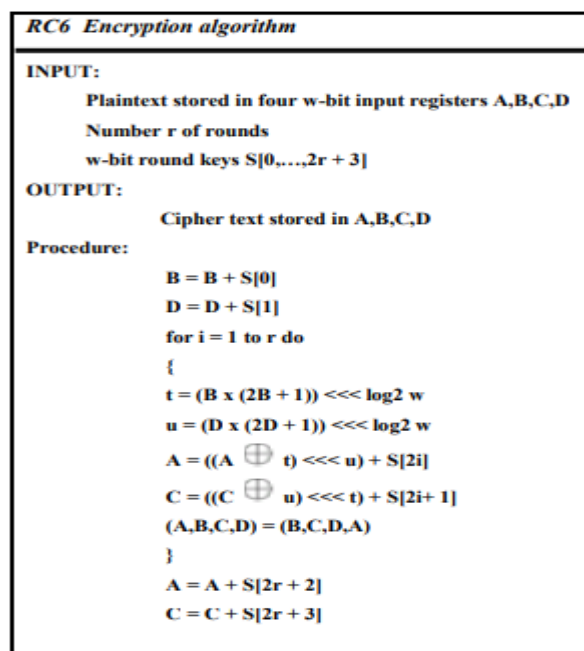 RC6 Encryption algorithm
INPUT:
Plaintext stored in four w-bit input registers A,B,C,D
Number r of rounds
w-bit round keys S[0,...,2r + 3]
OUTPUT:
Cipher text stored in A,B,C,D
Procedure:
B = B + S[0]
D = D + S[1]
for i = 1 to r do
{
t = (B x (2B + 1)) <<< log2 w
u = (D x (2D + 1)) <<< log2 w
A = ((A ⊕ t) <<< u) + S[2i]
C = ((C ⊕ u) <<< t) + S[2i+ 1]
(A,B,C,D) = (B,C,D,A)
}
A = A + S[2r + 2]
C = C + S[2r + 3]